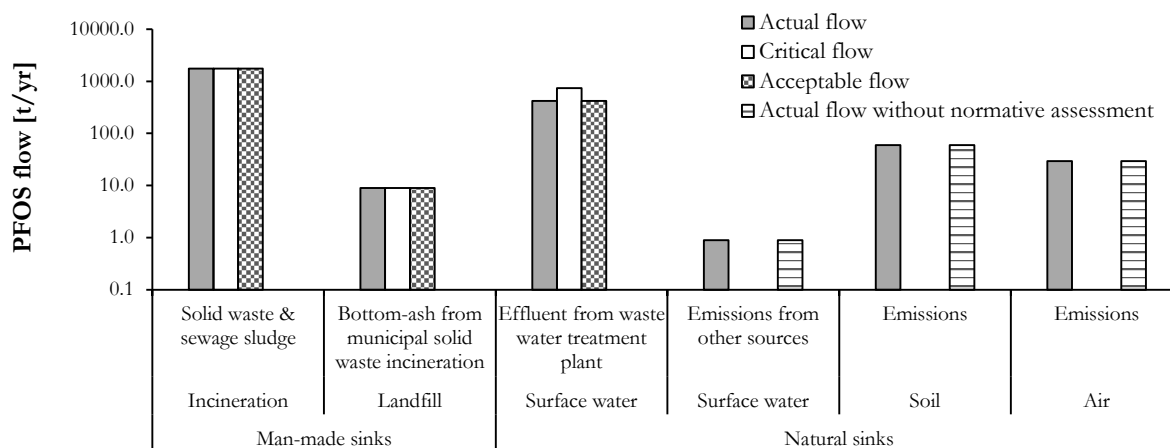 PFOS flow [t/yr]
10000.0
1000.0
100.0
10.0
1.0
0.1
Actual flow
Critical flow
Acceptable flow
Actual flow without normative assessment
Solid waste &
sewage sludge
Bottom-ash from
municipal solid
waste incineration
Effluent from waste
water treatment
plant
Emissions from
other sources
Emissions
Emissions
Incineration
Landfill
Surface water
Surface water
Soil
Air
Man-made sinks
Natural sinks